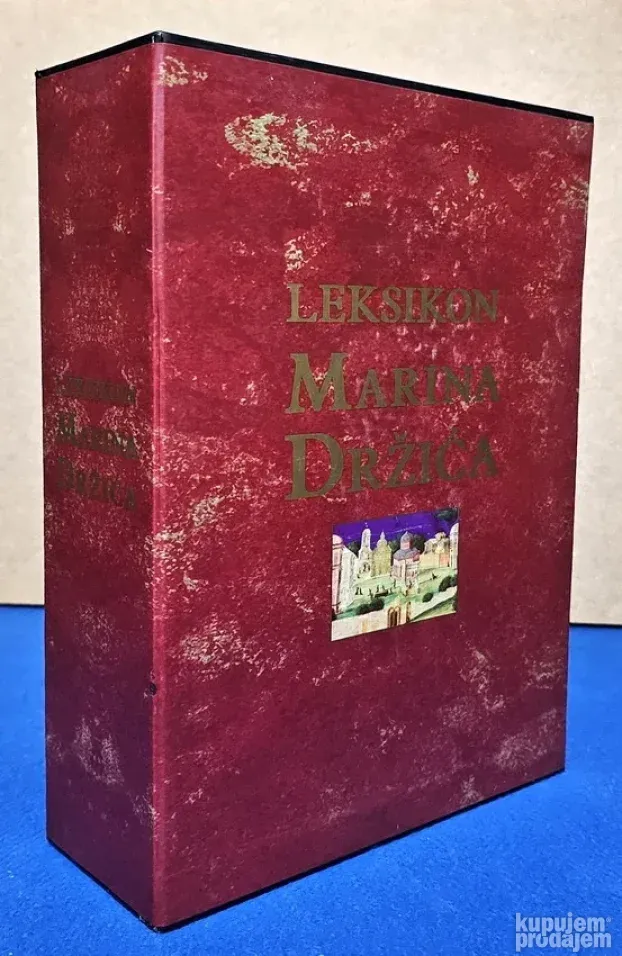 LEKSIKON
MARINA
DRŽIĆA
LEKSIKON
MARINA
DRŽIĆA
kupujem
prodajem